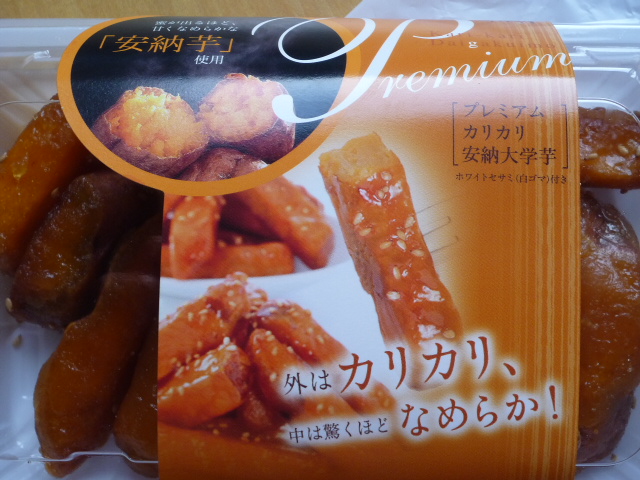 蜜が出るほど、
甘くなめらかな
「安納芋」
使用
Premium
プレミアム
カリカリ
安納大学芋
ホワイトセサミ(白ゴマ)付き
外はカリカリ、
中は驚くほどなめらか!